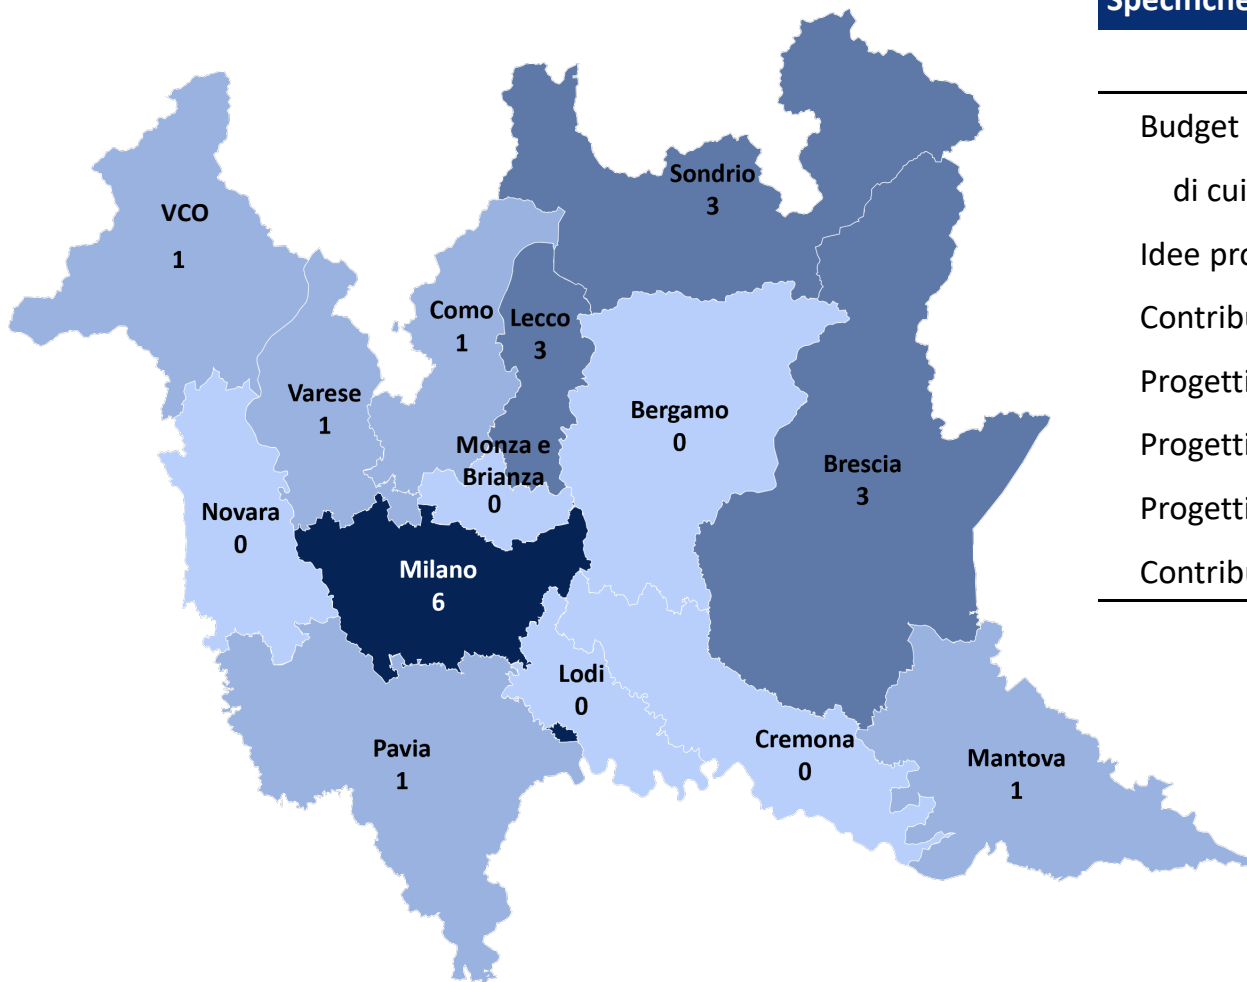 Specifiche
Budget
di cui
Idee pro
Contribu
Progetti
Progetti
Progetti
Contribu
Sondrio
3
VCO
1
Como
1
Lecco
3
Varese
1
Bergamo
0
Monza e
Brianza
0
Brescia
3
Novara
0
Milano
6
Lodi
0
Pavia
1
Cremona
0
Mantova
1